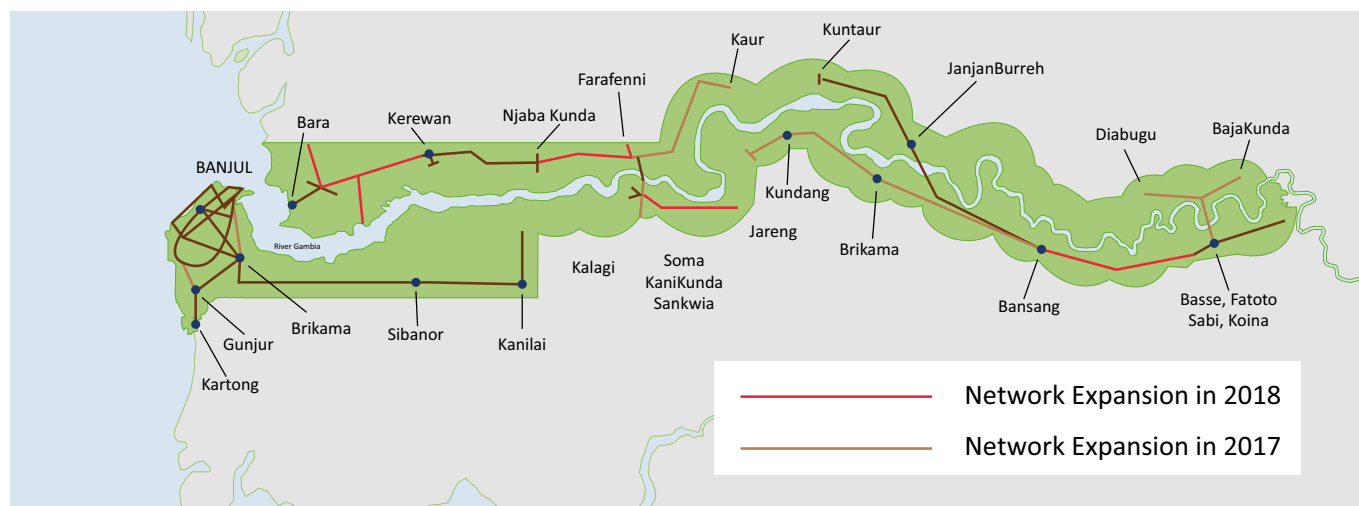 Kaur
Kuntaur
JanjanBurreh
Farafenni
Njaba Kunda
Kerewan
Bara
Diabugu
BajaKunda
BANJUL
Kundang
River Gambia
Jareng
Brikama
Kalagi
Soma
KaniKunda
Sankwia
Bansang
Basse, Fatoto
Sabi, Koina
Brikama
Sibanor
Kanilai
Gunjur
Kartong
Network Expansion in 2018
Network Expansion in 2017